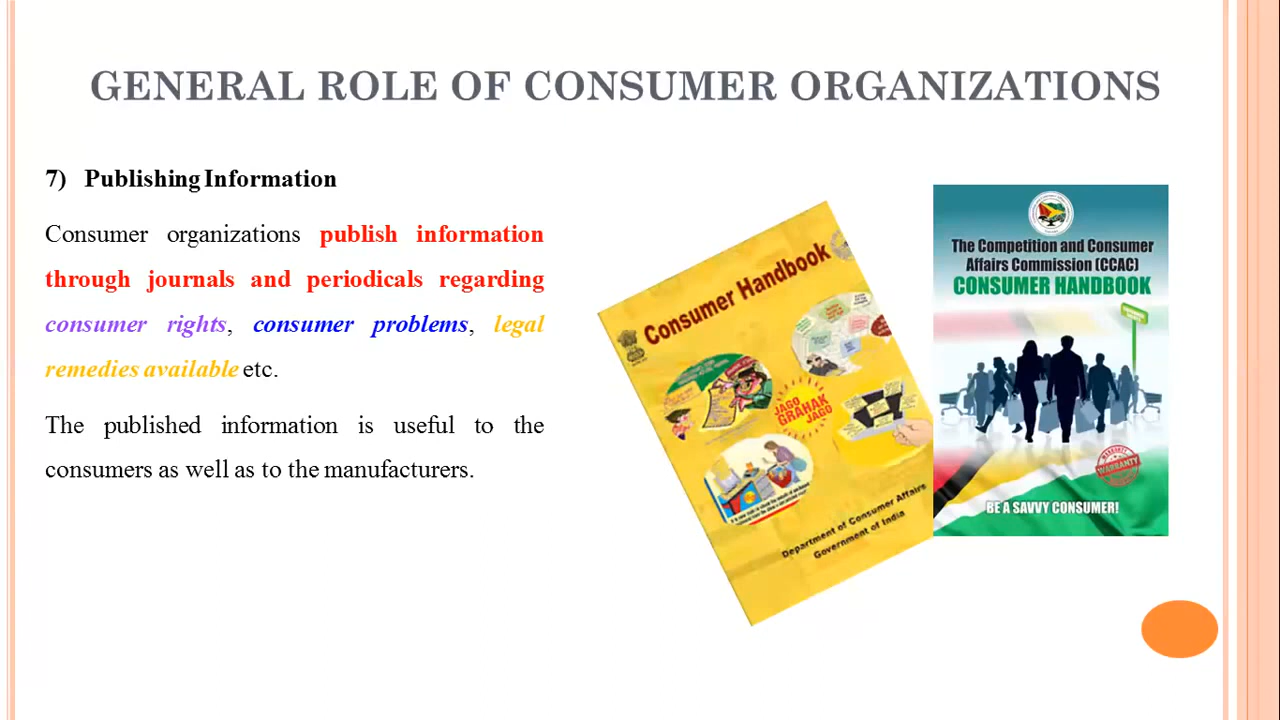 GENERAL ROLE OF CONSUMER ORGANIZATIONS
7) Publishing Information
Consumer organizations publish information
through journals and periodicals regarding
consumer rights, consumer problems, legal
remedies available etc.
The published information is useful to the
consumers as well as to the manufacturers.
Consumer Handbook
JAGO
GRAHAK
JAGO
Department of Consumer Affairs
Government of India
The Competition and Consumer
Affairs Commission (CCAC)
CONSUMER HANDBOOK
WARRANTY
BE A SAVVY CONSUMER!